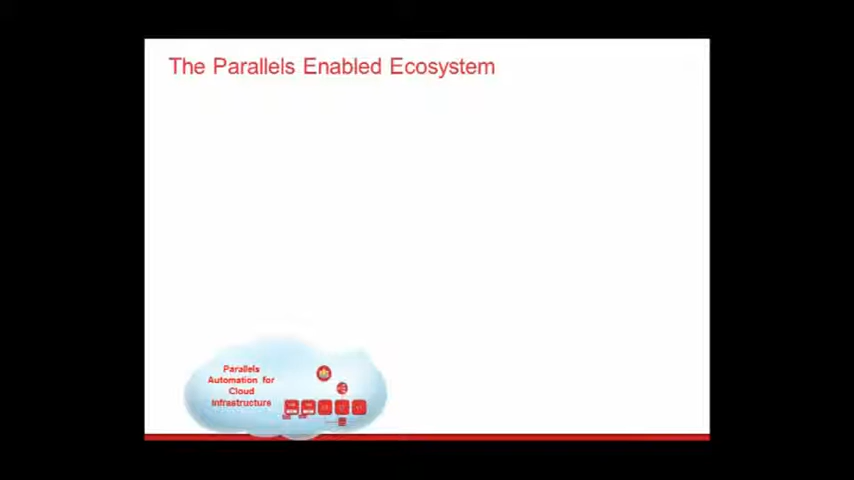 The Parallels Enabled Ecosystem
Parallels
Automation for
Cloud
Infrastructure